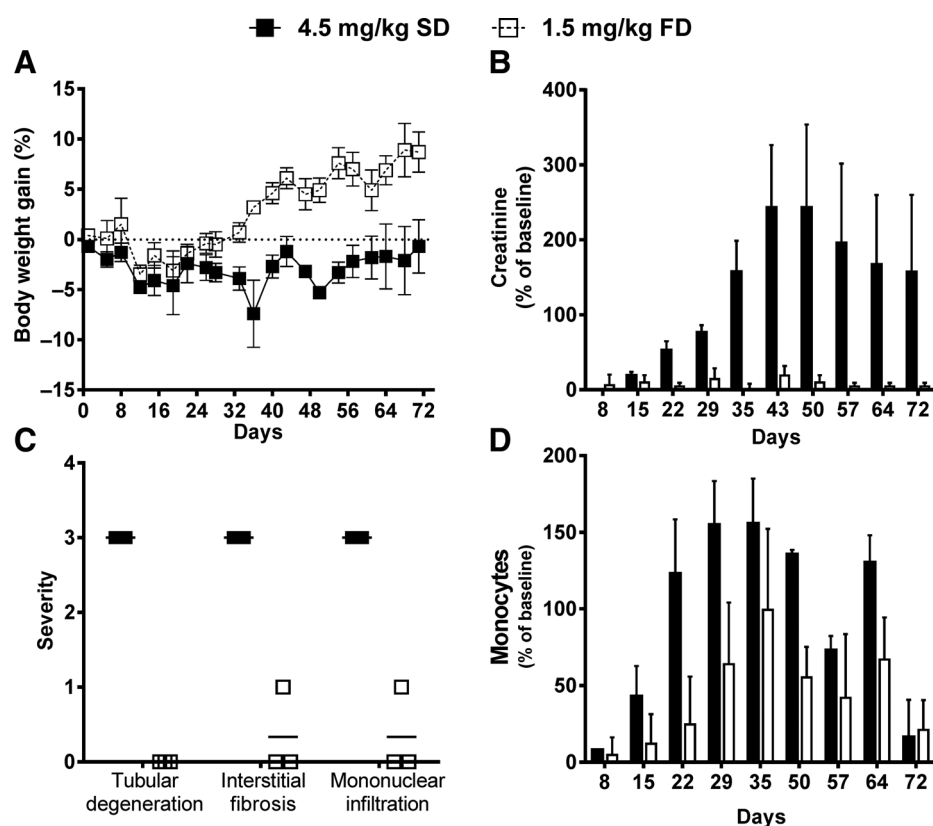 4.5 mg/kg SD 1.5 mg/kg FD
A
Body weight gain (%)
15
10
5
0
–5
–10
–15
0 8 16 24 32 40 48 56 64 72
Days
B
Creatinine
(% of baseline)
400
300
200
100
0
8 15 22 29 35 43 50 57 64 72
Days
C
Severity
4
3
2
1
0
Tubular
degeneration
Interstitial
fibrosis
Mononuclear
infiltration
D
Monocytes
(% of baseline)
200
150
100
50
0
8 15 22 29 35 50 57 64 72
Days